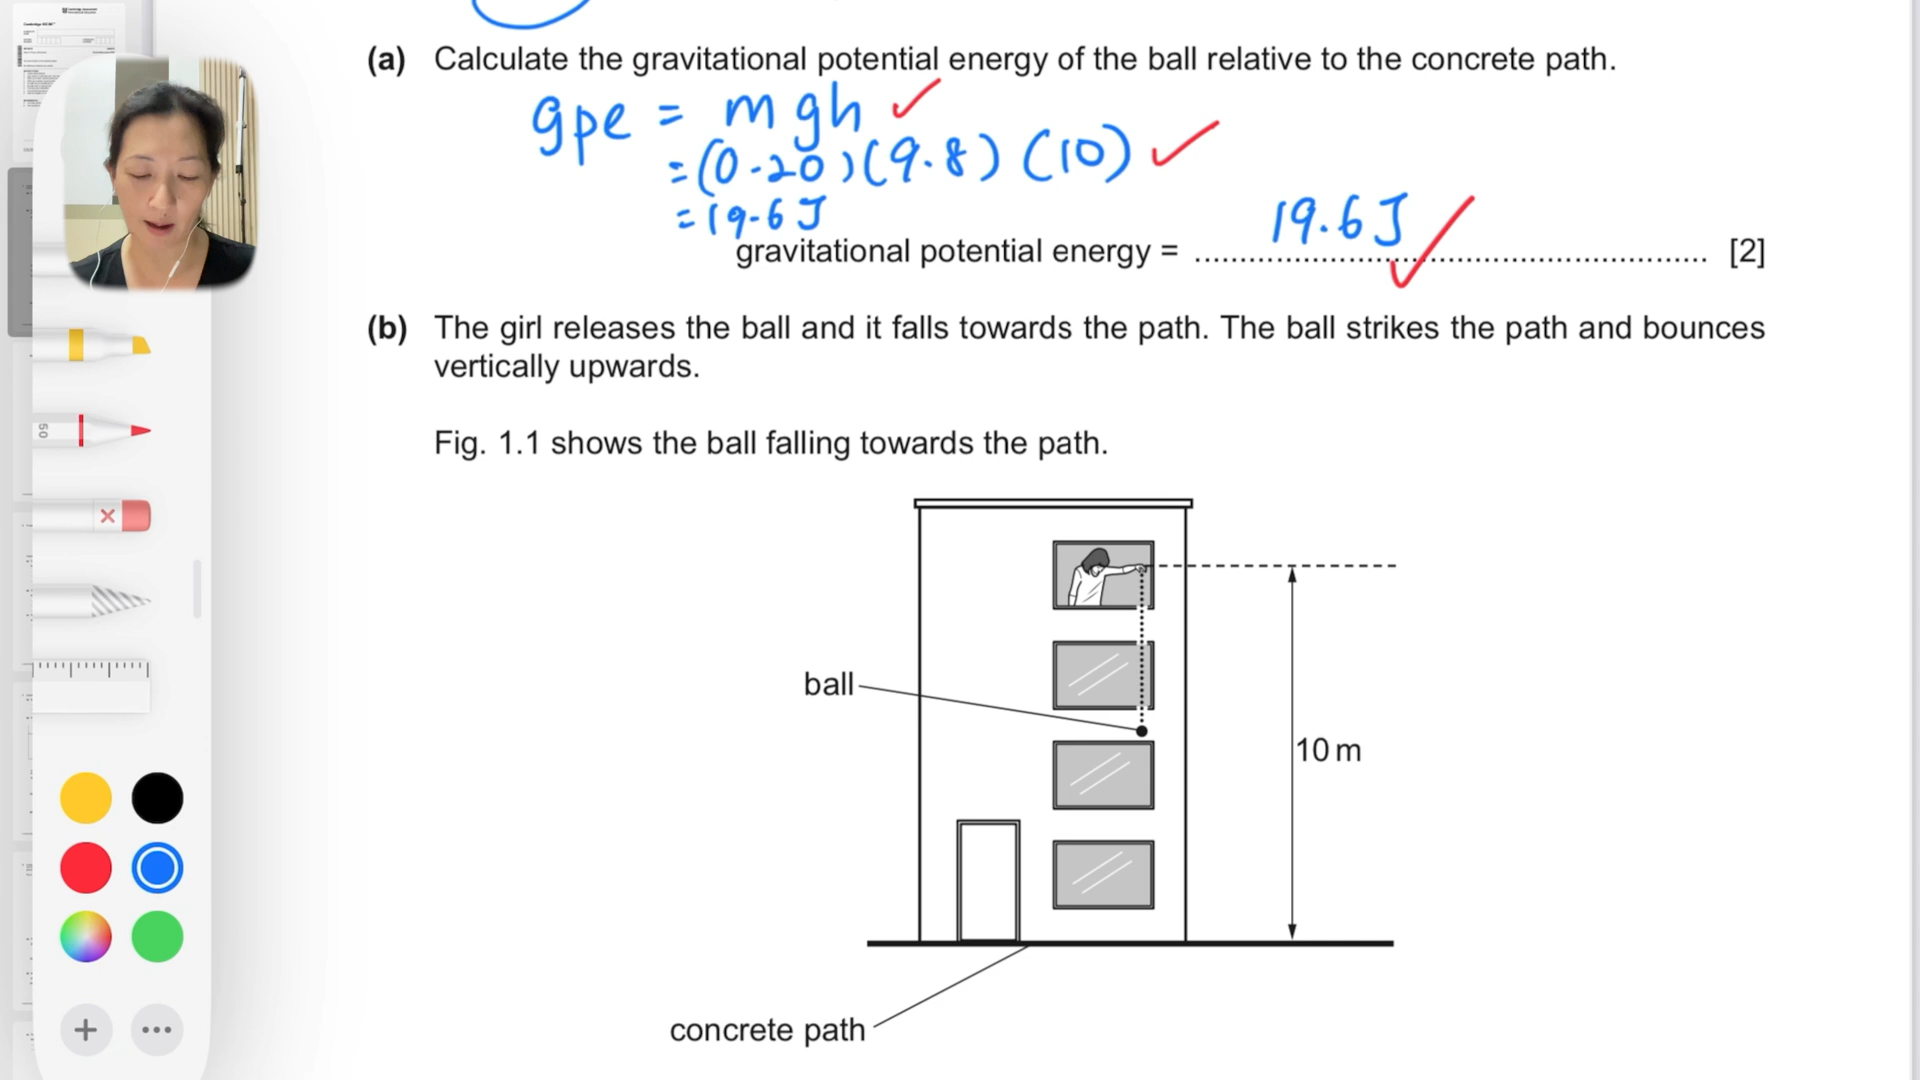 (a) Calculate the gravitational potential energy of the ball relative to the concrete path.
gpe = mgh
= (0.20)(9.8)(10)
= 19.6 J
19.6 J
gravitational potential energy = .......................................................... [2]
(b) The girl releases the ball and it falls towards the path. The ball strikes the path and bounces
vertically upwards.
Fig. 1.1 shows the ball falling towards the path.
50
ball
10 m
concrete path